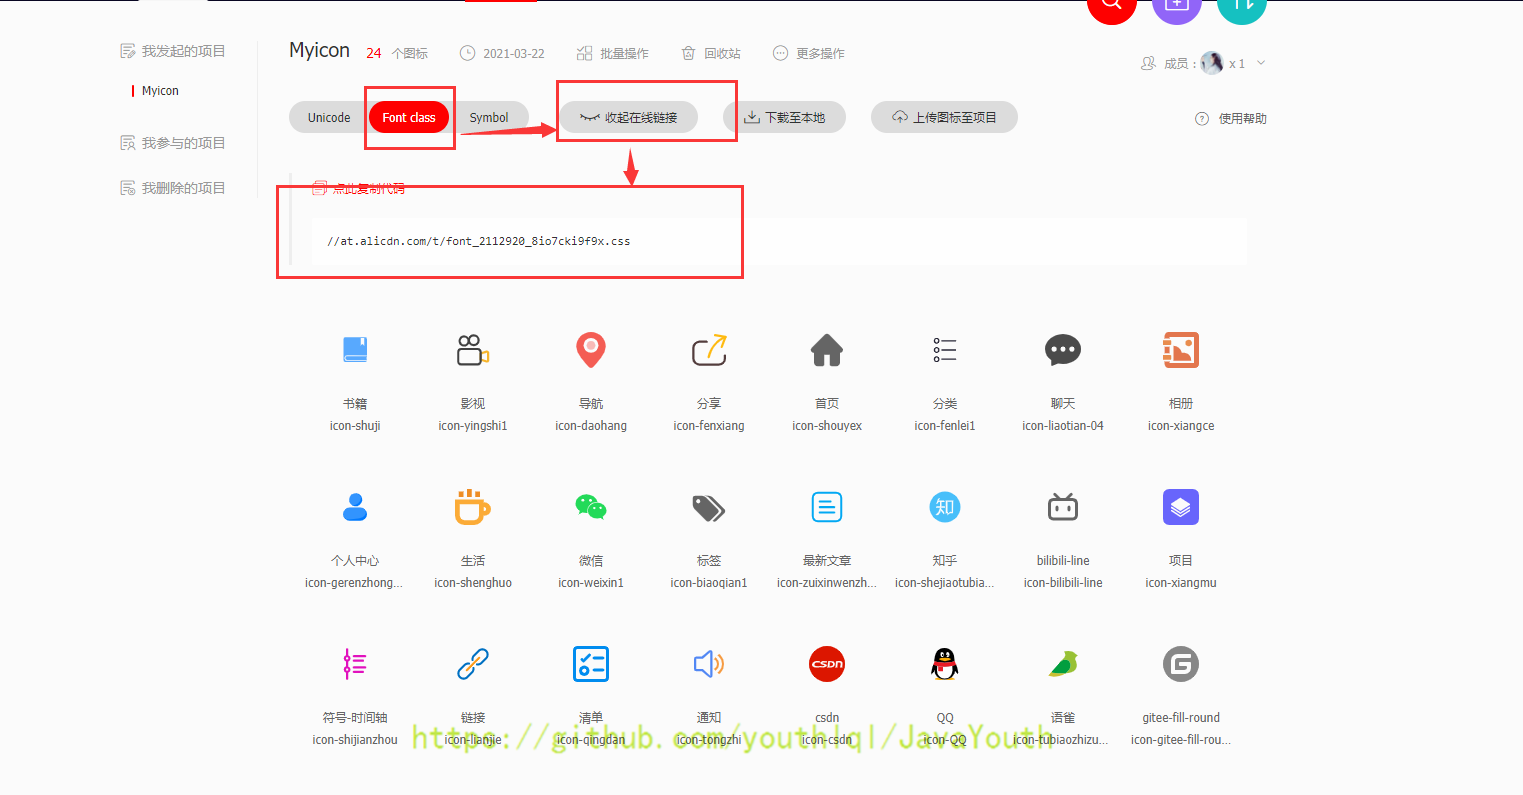 我发起的项目
Myicon
我参与的项目
我删除的项目
Myicon 24 个图标 2021-03-22 批量操作 回收站 更多操作
成员 : x 1
Unicode Font class Symbol 收起在线链接 下载至本地 上传图标至项目 使用帮助
点此复制代码
//at.alicdn.com/t/font_2112920_8io7cki9f9x.css
书籍 影视 导航 分享 首页 分类 聊天 相册
icon-shuji icon-yingshi1 icon-daohang icon-fenxiang icon-shouyex icon-fenlei1 icon-liaotian-04 icon-xiangce
知
个人中心 生活 微信 标签 最新文章 知乎 bilibili-line 项目
icon-gerenzhong... icon-shenghuo icon-weixin1 icon-biaoqian1 icon-zuixinwenzh... icon-shejiaotubia... icon-bilibili-line icon-xiangmu
CSDN G
符号-时间轴 链接 清单 通知 csdn QQ 语雀 gitee-fill-round
icon-shijianzhou icon-lianjie icon-qingdan icon-tongzhi icon-csdn icon-QQ icon-tubiaozhizu... icon-gitee-fill-rou...
https://github.com/youthlql/JavaYouth